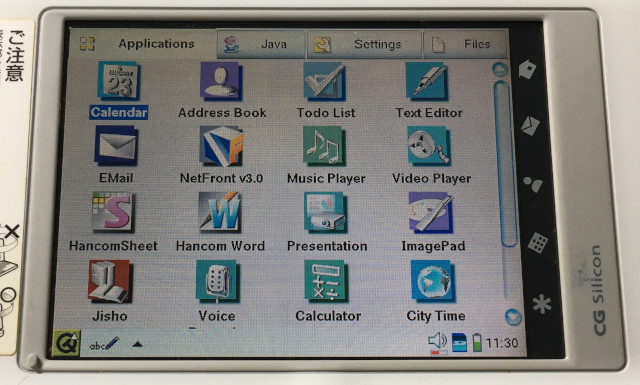 Applications
Java
Settings
Files
23
Calendar
Address Book
Todo List
Text Editor
EMail
NetFront v3.0
Music Player
Video Player
HancomSheet
Hancom Word
Presentation
ImagePad
Jisho
Voice
Calculator
City Time
abc
11:30
CG Silicon
ご注意